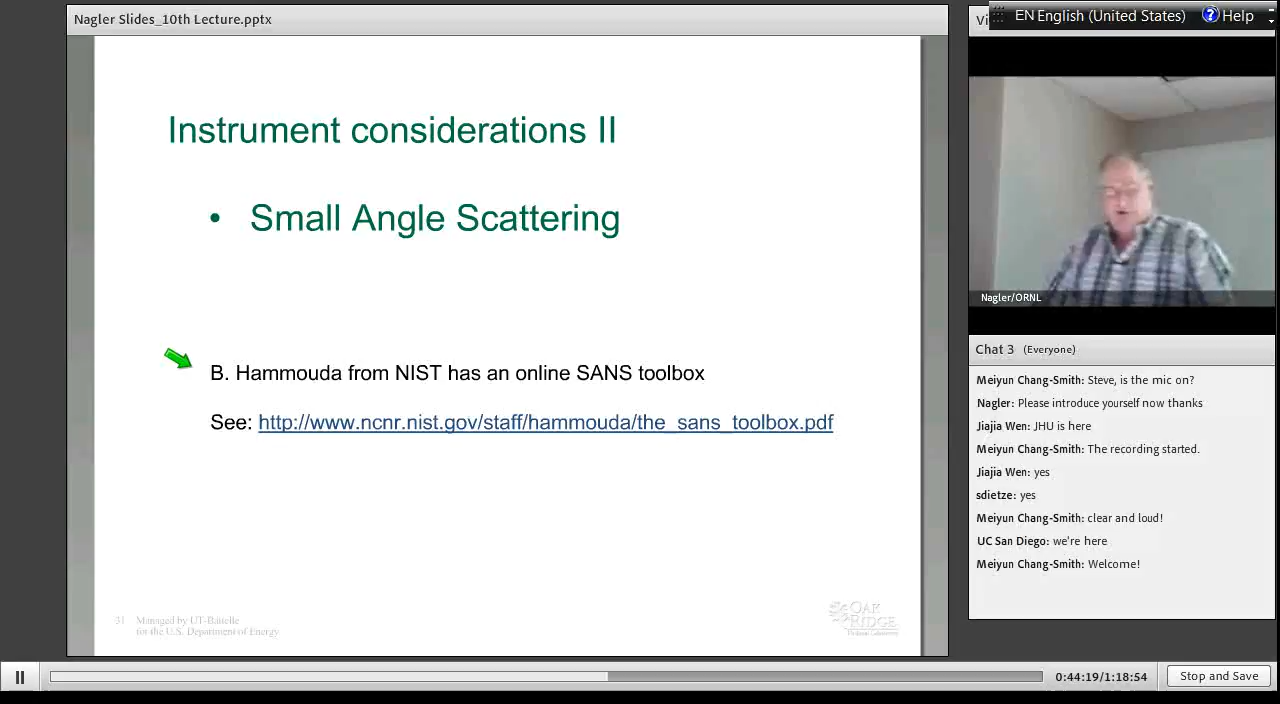 Nagler Slides_10th Lecture.pptx
EN English (United States)
Help
Vi
Instrument considerations II
• Small Angle Scattering
B. Hammouda from NIST has an online SANS toolbox
See: http://www.ncnr.nist.gov/staff/hammouda/the_sans_toolbox.pdf
31 Managed by UT-Battelle
for the U.S. Department of Energy
OAK
RIDGE
National Laboratory
Nagler/ORNL
Chat 3 (Everyone)
Meiyun Chang-Smith: Steve, is the mic on?
Nagler: Please introduce yourself now thanks
Jiajia Wen: JHU is here
Meiyun Chang-Smith: The recording started.
Jiajia Wen: yes
sdietze: yes
Meiyun Chang-Smith: clear and loud!
UC San Diego: we're here
Meiyun Chang-Smith: Welcome!
0:44:19/1:18:54
Stop and Save